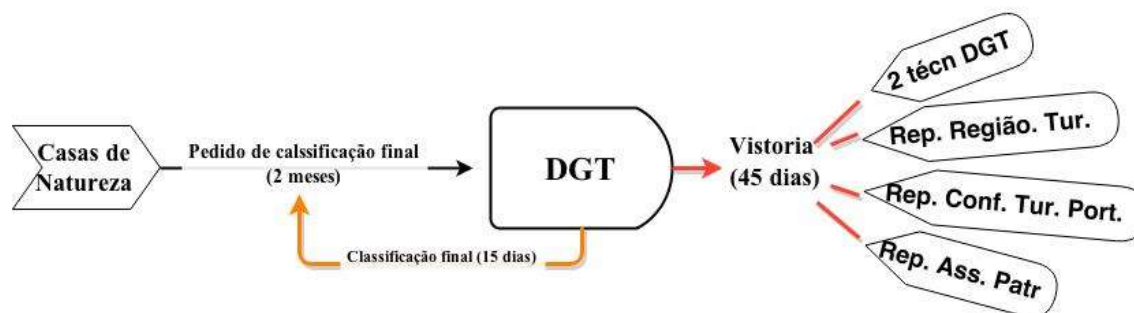 Casas de
Natureza
Pedido de calssificação final
(2 meses)
Classificação final (15 dias)
DGT
Vistoria
(45 dias)
2 técn DGT
Rep. Região. Tur.
Rep. Conf. Tur. Port.
Rep. Ass. Patr